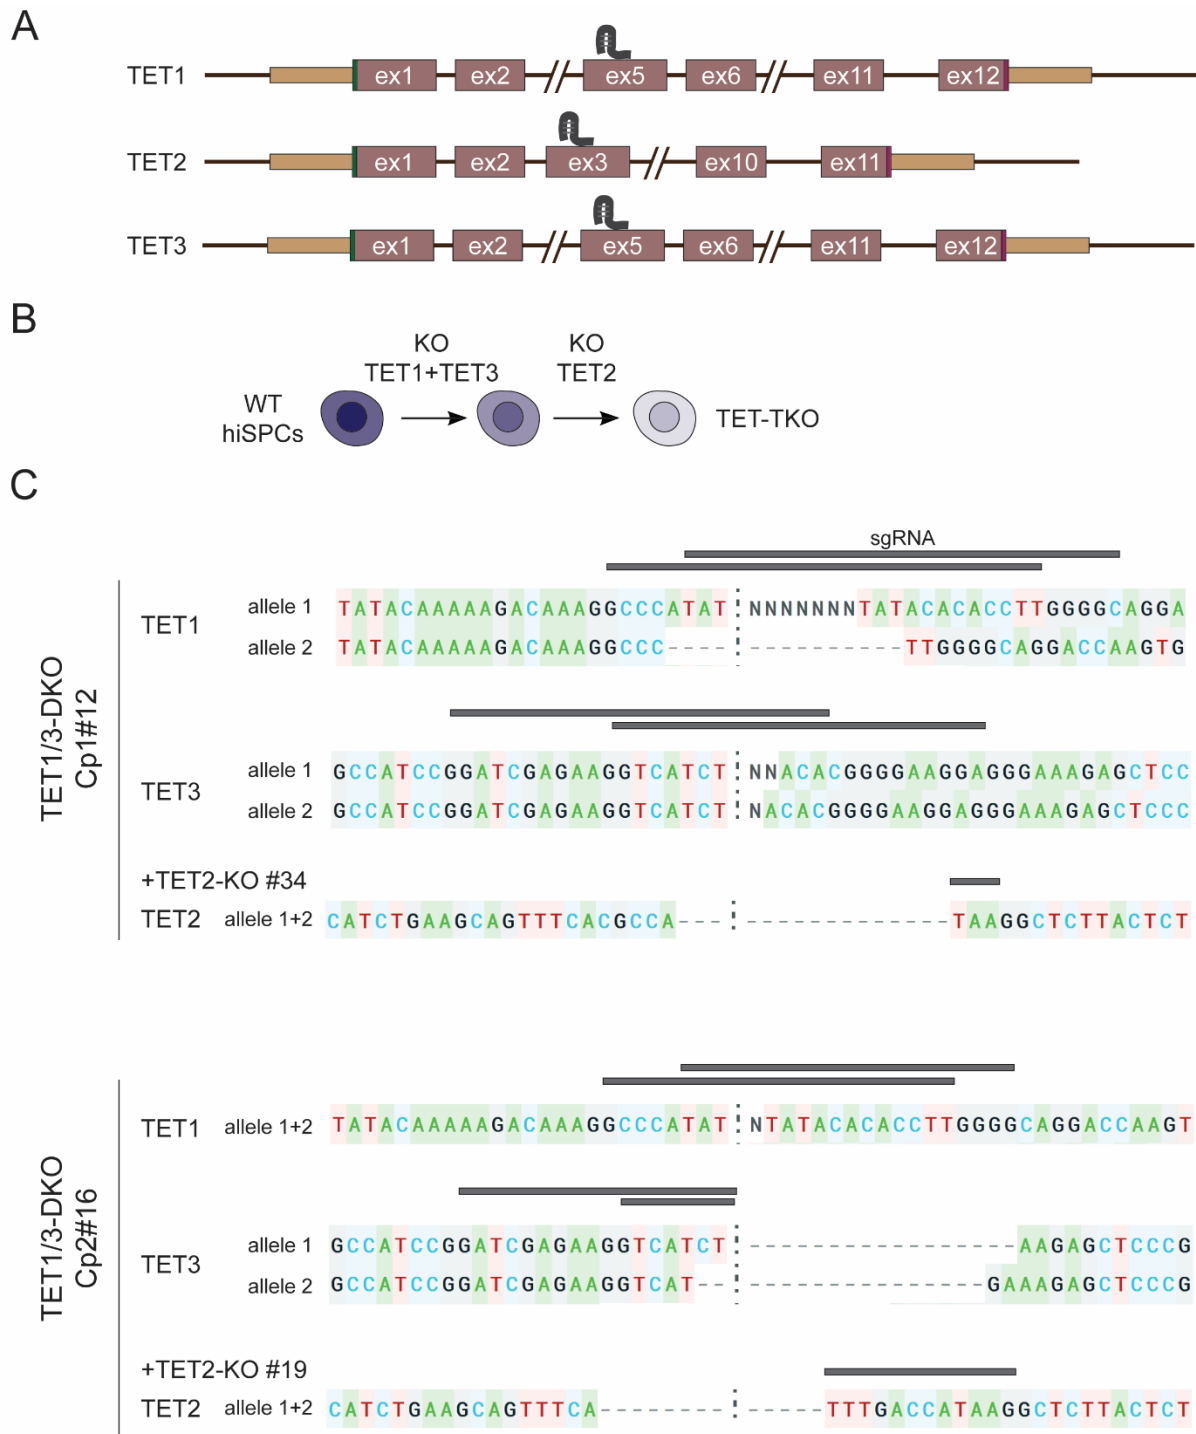 A
TET1 ex1 ex2 ex5 ex6 ex11 ex12
TET2 ex1 ex2 ex3 ex10 ex11
TET3 ex1 ex2 ex5 ex6 ex11 ex12
B
KO KO
TET1+TET3 TET2
WT
hiSPCs
TET-TKO
C
sgRNA
TET1/3-DKO
Cp1#12
TET1
allele 1 TATACAAAAAGACAAAGGCCCATAT NNNNNNNTATACACACCTTGGGGCAGGA
allele 2 TATACAAAAAGACAAAGGCCC----------------TTGGGGCAGGACCAAGTG
TET3
allele 1 GCCATCCGGATCGAGAAGGTCATCT NNACACGGGGAAGGAGGGAAAGAGCTCC
allele 2 GCCATCCGGATCGAGAAGGTCATCT NACACGGGGAAGGAGGGAAAGAGCTCCC
+TET2-KO #34
TET2 allele 1+2 CATCTGAAGCAGTTTCACGCCA----------------TAAGGCTCTTACTCT
TET1/3-DKO
Cp2#16
TET1 allele 1+2 TATACAAAAAGACAAAGGCCCATAT NTATACACACCTTGGGGCAGGACCAAGT
TET3
allele 1 GCCATCCGGATCGAGAAGGTCATCT-----------------AAGAGCTCCCG
allele 2 GCCATCCGGATCGAGAAGGTCAT-----------------GAAAGAGCTCCCG
+TET2-KO #19
TET2 allele 1+2 CATCTGAAGCAGTTTCA-------------TTTGACCATAAGGCTCTTACTCT